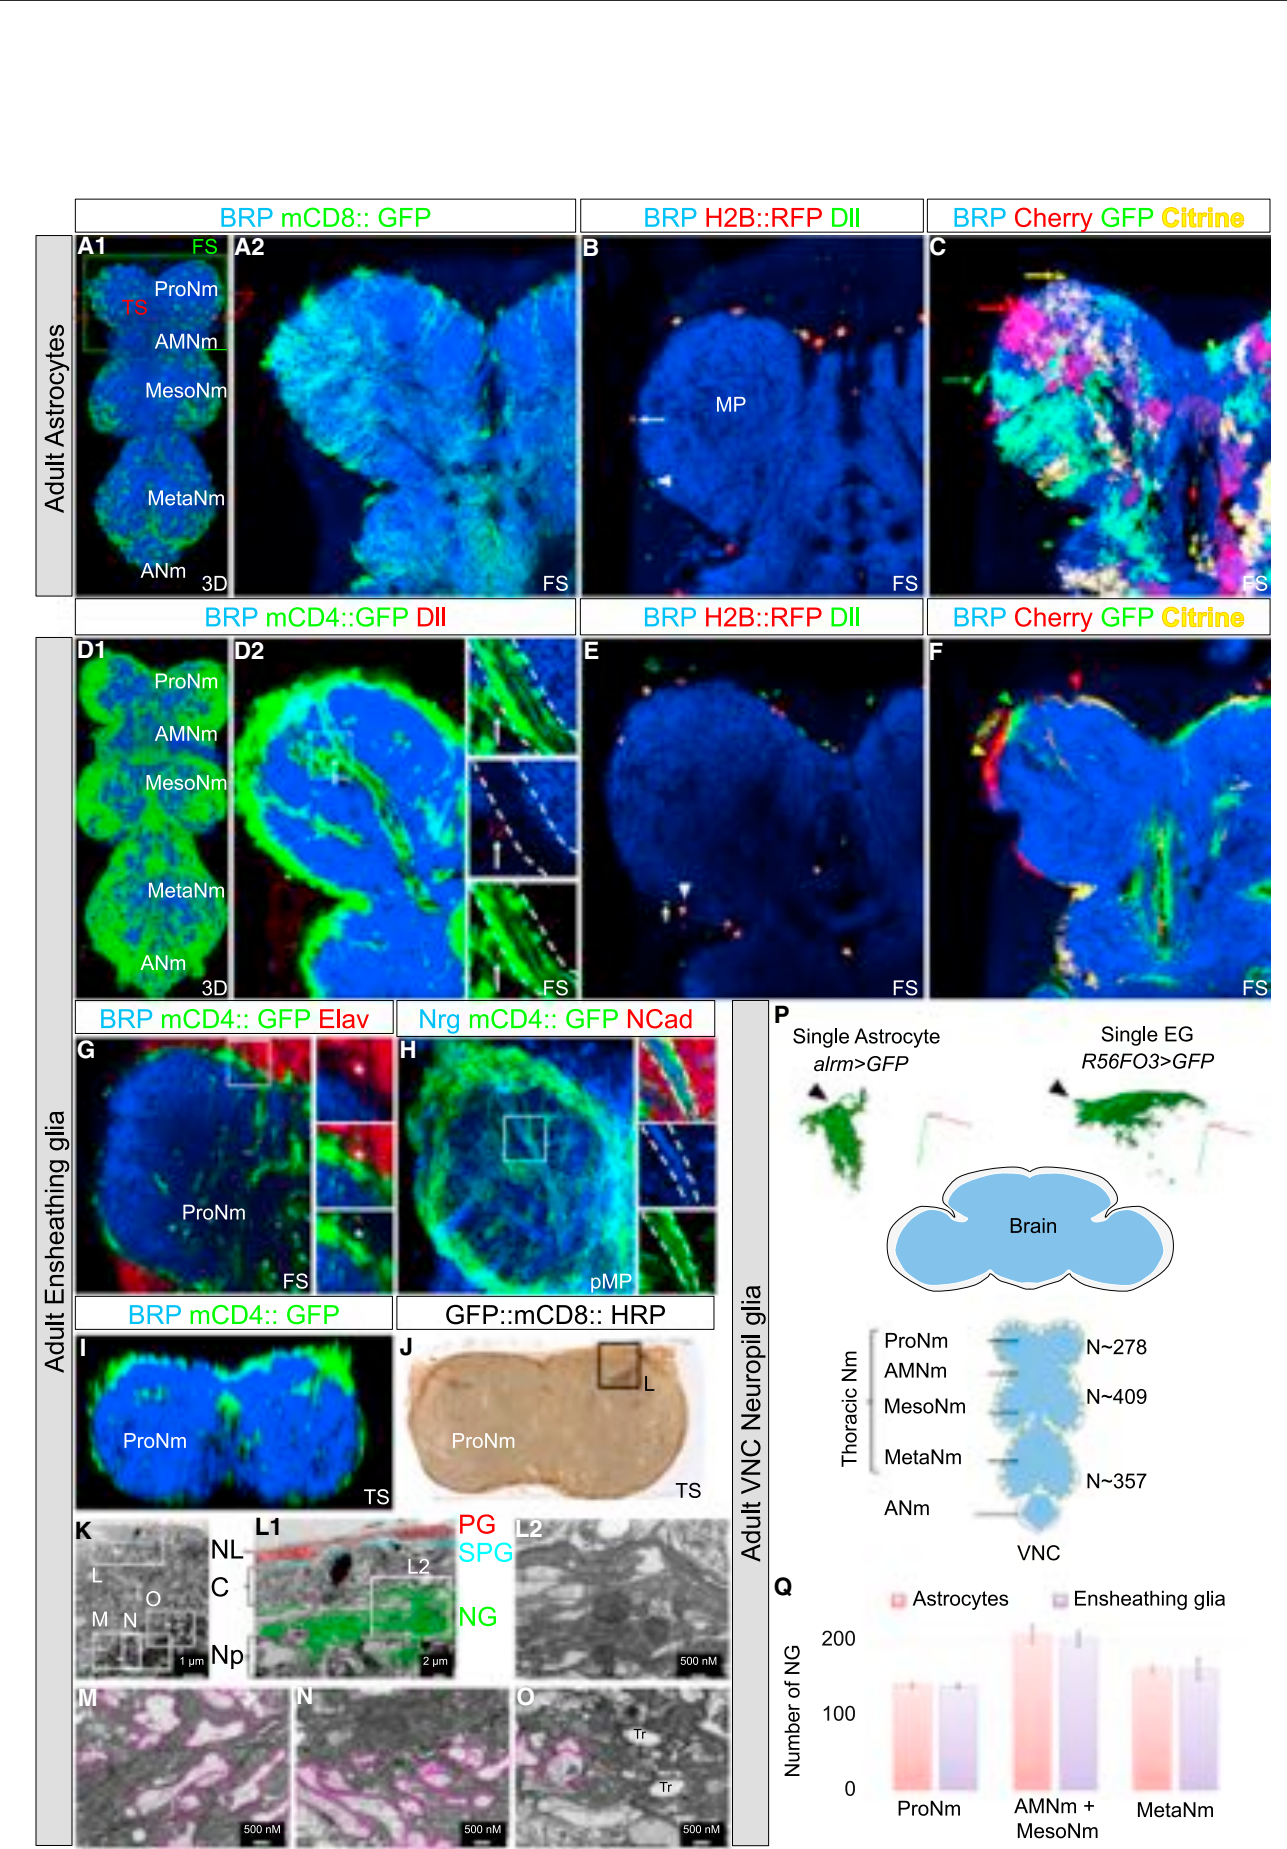 BRP mCD8:: GFP
BRP H2B::RFP Dll
BRP Cherry GFP Citrine
Adult Astrocytes
A1
FS
ProNm
TS
AMNm
MesoNm
MetaNm
ANm
3D
A2
FS
B
MP
FS
C
FS
BRP mCD4::GFP Dll
BRP H2B::RFP Dll
BRP Cherry GFP Citrine
Adult Ensheathing glia
D1
ProNm
AMNm
MesoNm
MetaNm
ANm
3D
D2
FS
E
FS
F
FS
BRP mCD4:: GFP Elav
Nrg mCD4:: GFP NCad
G
ProNm
FS
H
pMP
BRP mCD4:: GFP
GFP::mCD8:: HRP
I
ProNm
TS
J
L
ProNm
TS
K
L
O
M
N
1 μm
NL
C
Np
L1
L2
2 μm
PG
SPG
NG
L2
500 nM
M
500 nM
N
500 nM
O
Tr
Tr
500 nM
Adult VNC Neuropil glia
P
Single Astrocyte
alrm>GFP
Single EG
R56FO3>GFP
Brain
Thoracic Nm
ProNm
AMNm
MesoNm
MetaNm
ANm
N~278
N~409
N~357
VNC
Q
Astrocytes
Ensheathing glia
Number of NG
200
100
0
ProNm
AMNm +
MesoNm
MetaNm